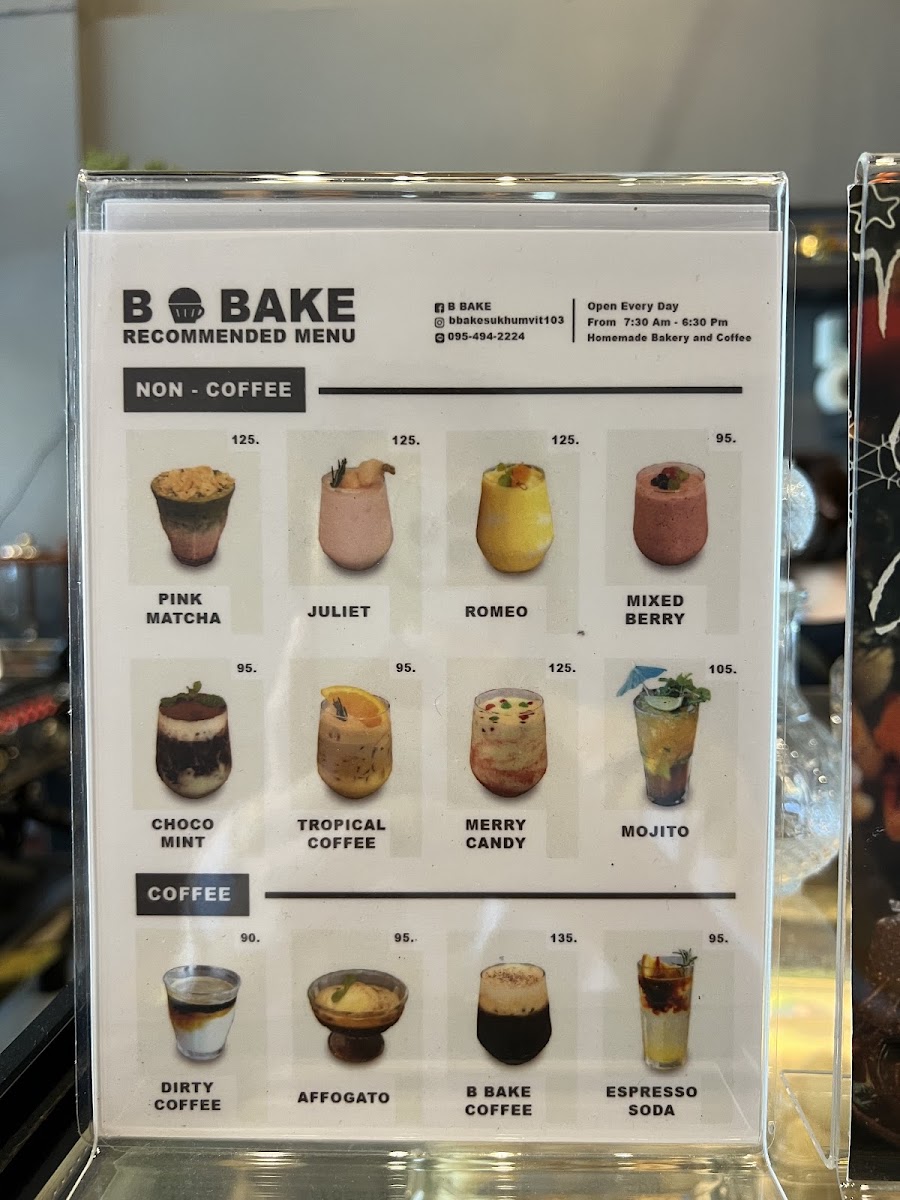 B BAKE
RECOMMENDED MENU
B BAKE
bbakesukhumvit103
095-494-2224
Open Every Day
From 7:30 Am - 6:30 Pm
Homemade Bakery and Coffee
NON - COFFEE
125.
125.
125.
95.
PINK
MATCHA
JULIET
ROMEO
MIXED
BERRY
95.
95.
125.
105.
CHOCO
MINT
TROPICAL
COFFEE
MERRY
CANDY
MOJITO
COFFEE
90.
95.
135.
95.
DIRTY
COFFEE
AFFOGATO
B BAKE
COFFEE
ESPRESSO
SODA